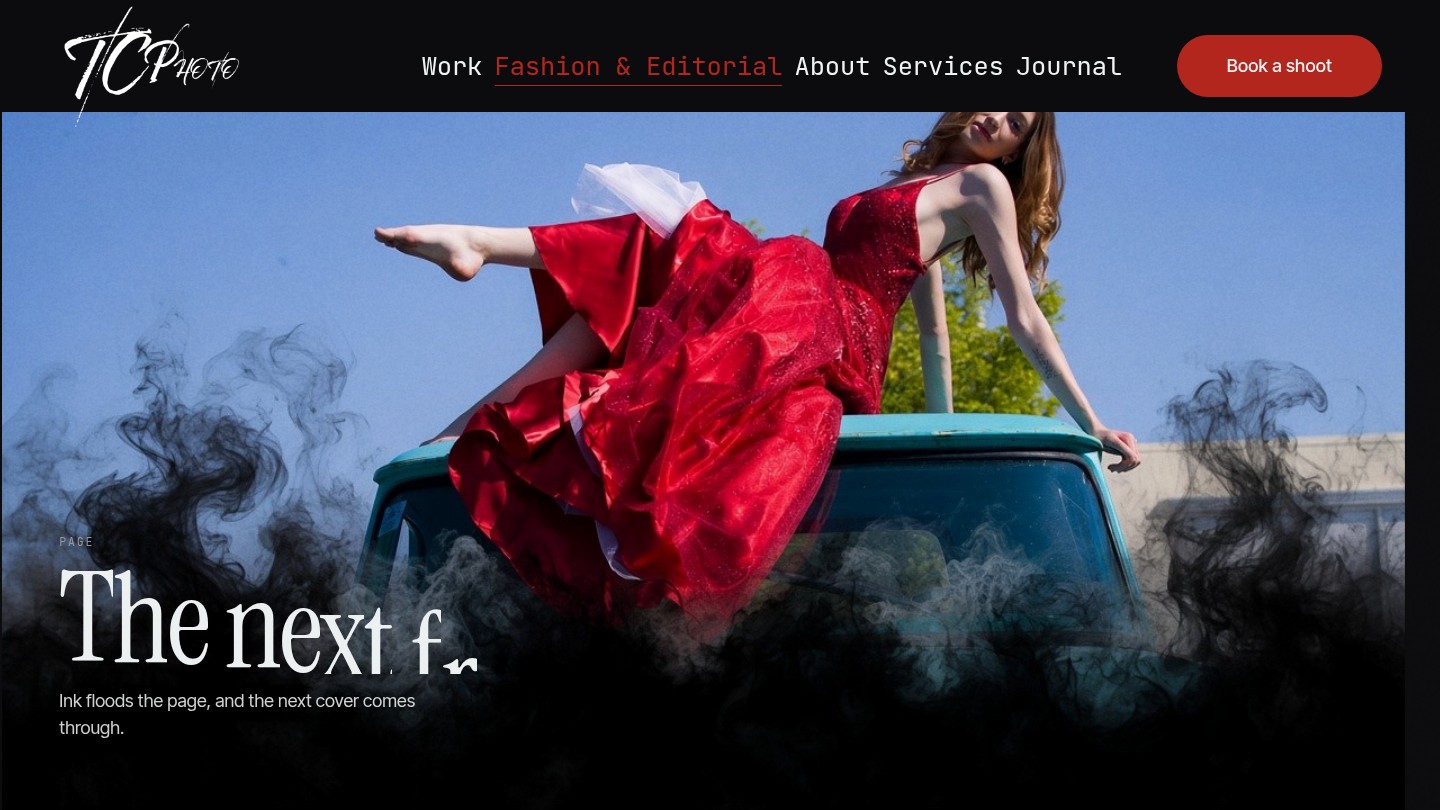 TCPHOTO
Work Fashion & Editorial About Services Journal
Book a shoot
PAGE
The next fr
Ink floods the page, and the next cover comes
through.